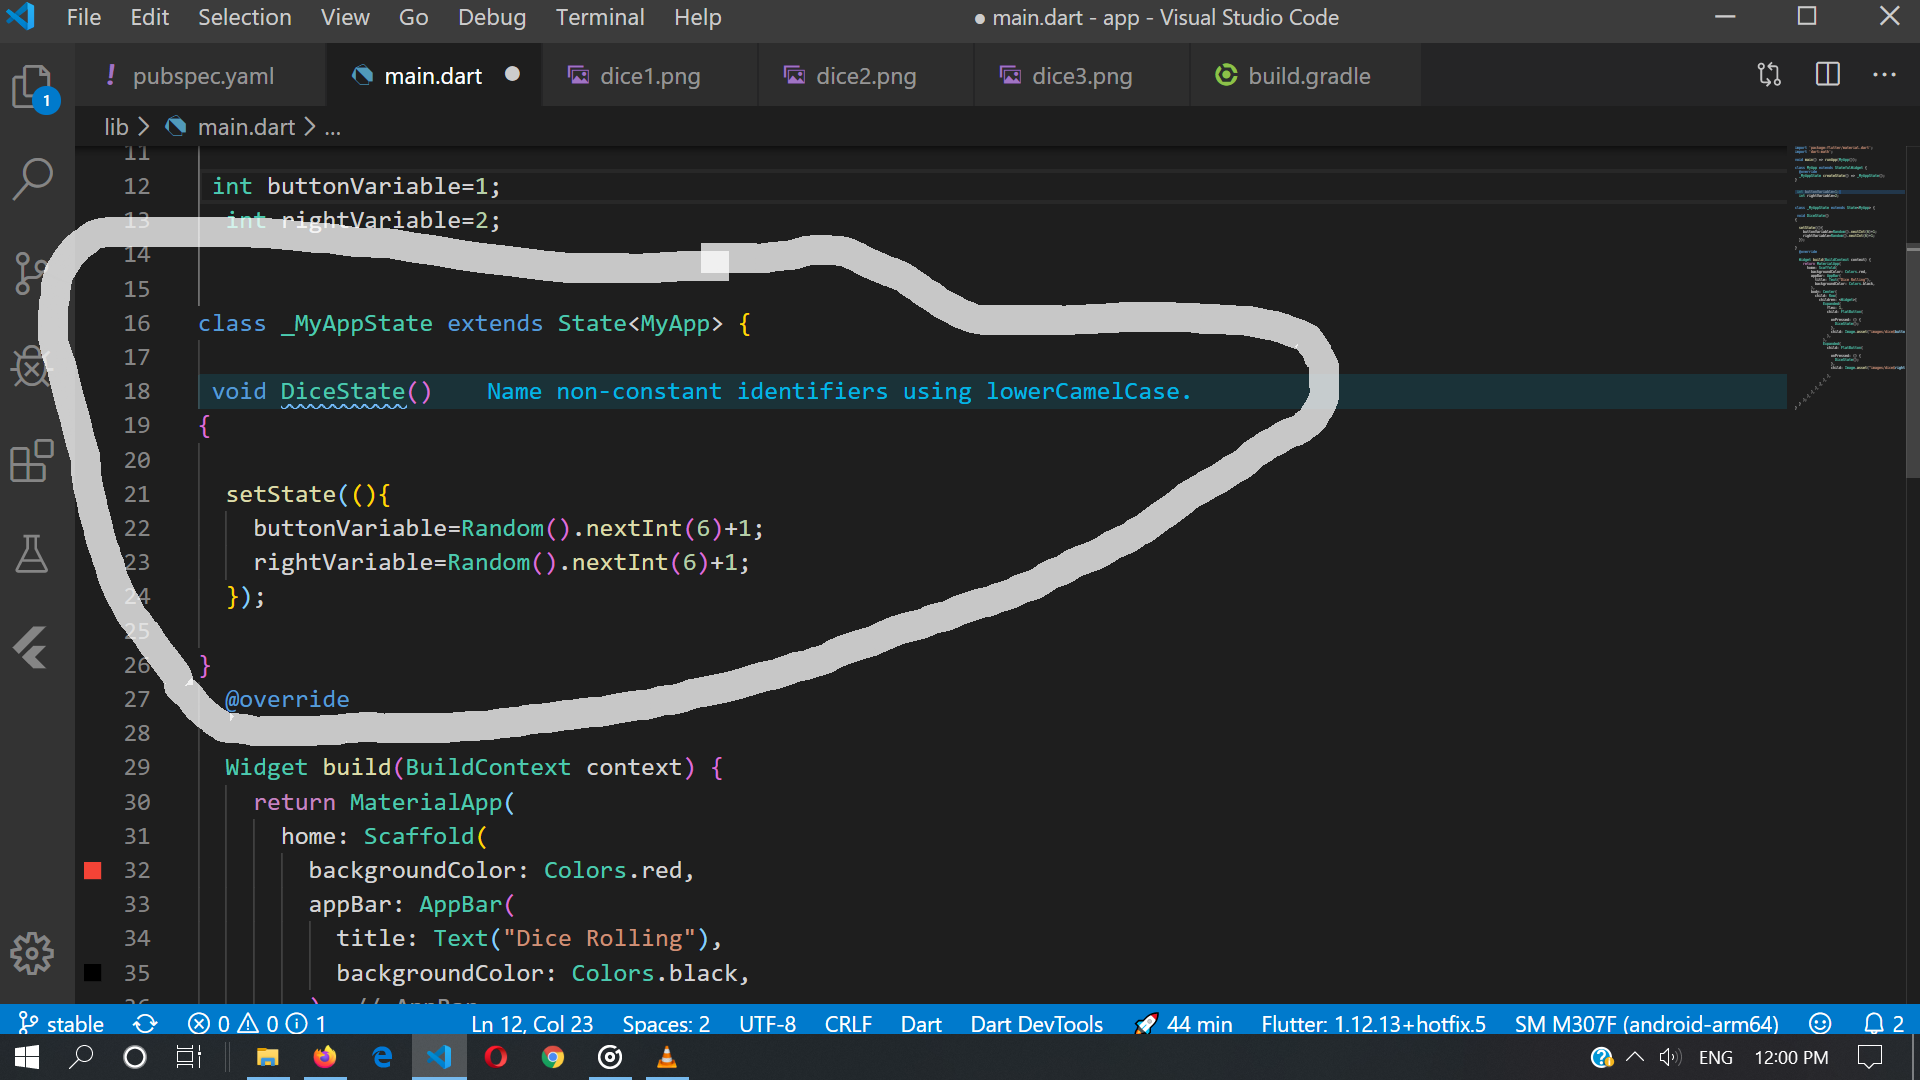 File Edit Selection View Go Debug Terminal Help ● main.dart - app - Visual Studio Code
! pubspec.yaml main.dart ● dice1.png dice2.png dice3.png build.gradle ...
1
lib > main.dart > ...
11
12 int buttonVariable=1;
13 int rightVariable=2;
14
15
16 class _MyAppState extends State<MyApp> {
17
18 void DiceState() Name non-constant identifiers using lowerCamelCase.
19 {
20
21 setState((){
22 buttonVariable=Random().nextInt(6)+1;
23 rightVariable=Random().nextInt(6)+1;
24 });
25
26 }
27 @override
28
29 Widget build(BuildContext context) {
30 return MaterialApp(
31 home: Scaffold(
32 backgroundColor: Colors.red,
33 appBar: AppBar(
34 title: Text("Dice Rolling"),
35 backgroundColor: Colors.black,
36 ) // AppBar
stable 0 0 1 Ln 12, Col 23 Spaces: 2 UTF-8 CRLF Dart Dart DevTools 44 min Flutter: 1.12.13+hotfix.5 SM M307F (android-arm64) 2
ENG 12:00 PM